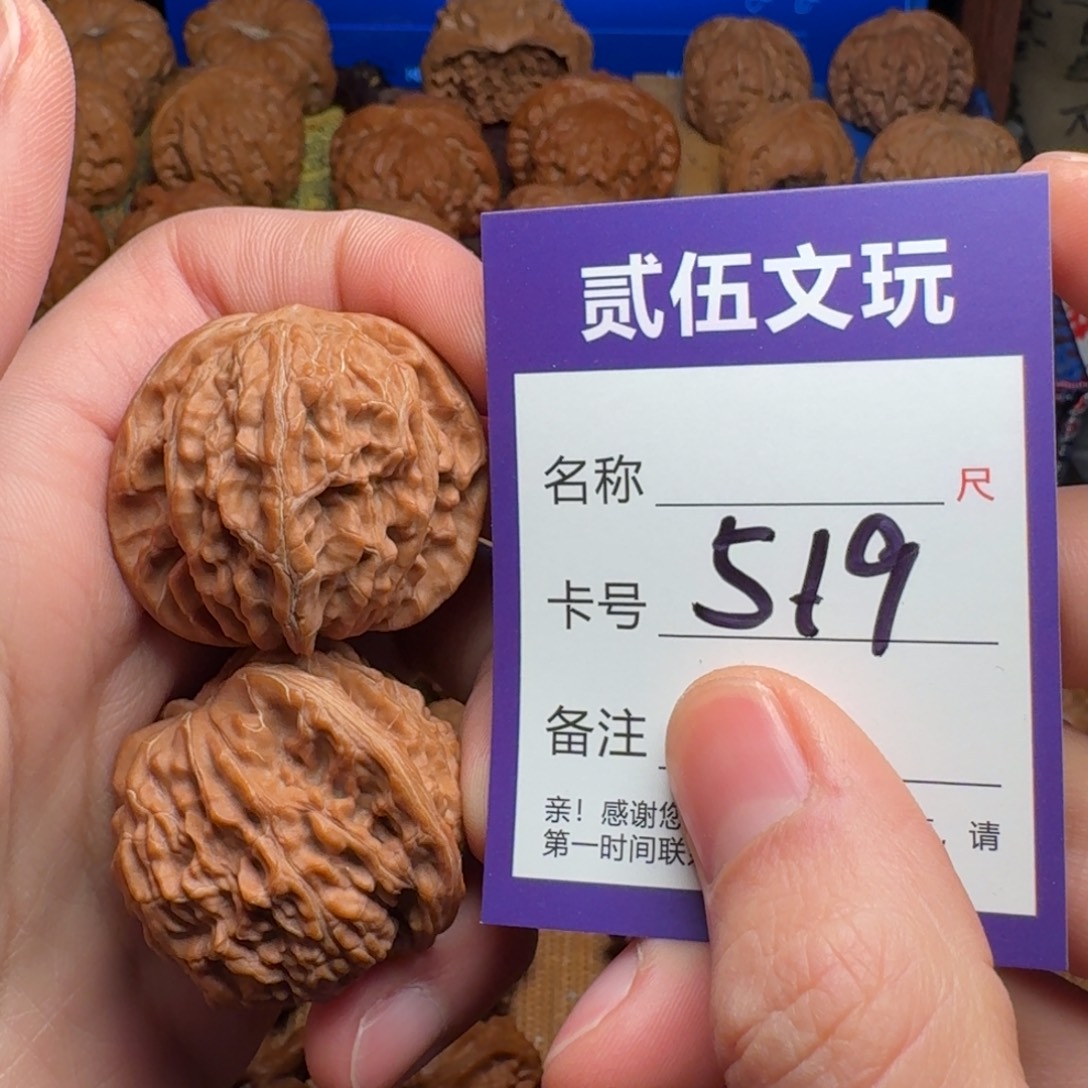 贰伍文玩
名称 尺
卡号 519
备注
亲！感谢您 ，请
第一时间联